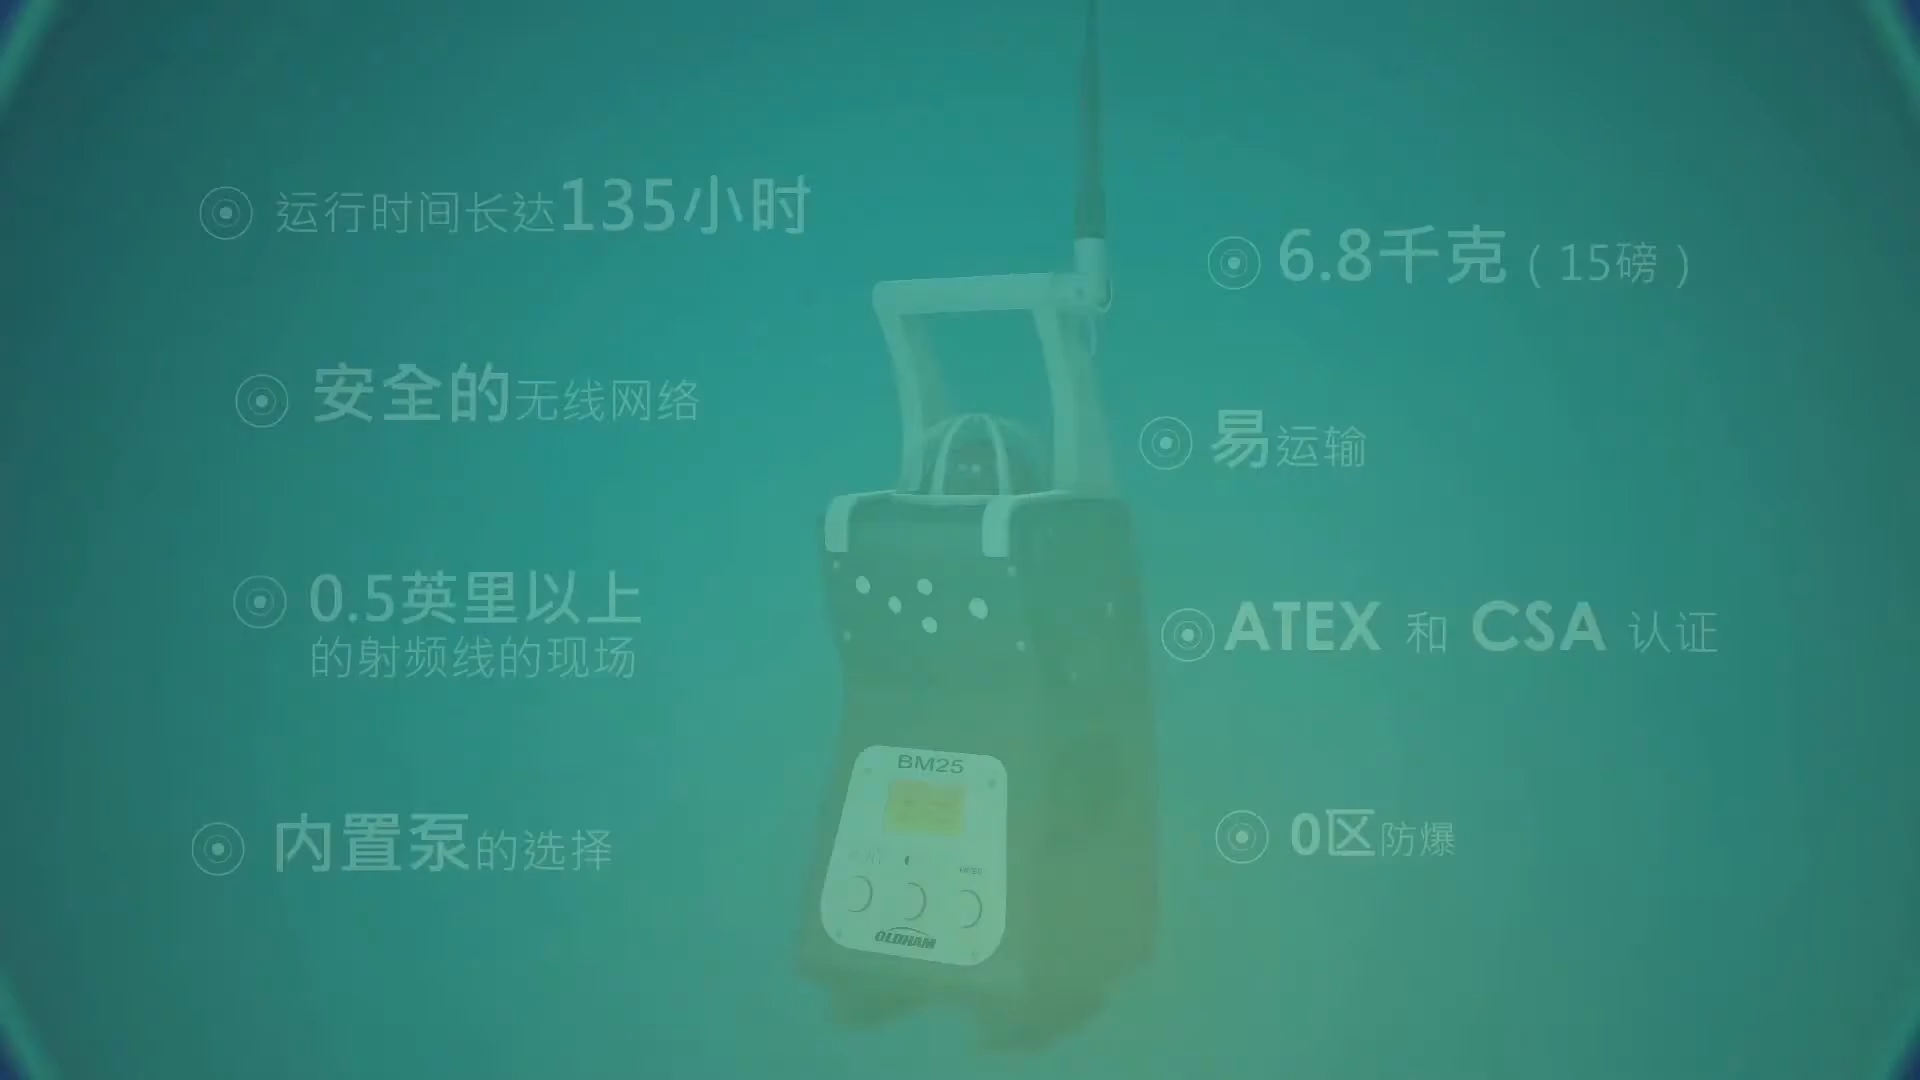 运行时间长达135小时
安全的无线网络
0.5英里以上
的射频线的现场
内置泵的选择
6.8千克（15磅）
易运输
ATEX 和 CSA 认证
0区防爆
BM25
OLDHAM